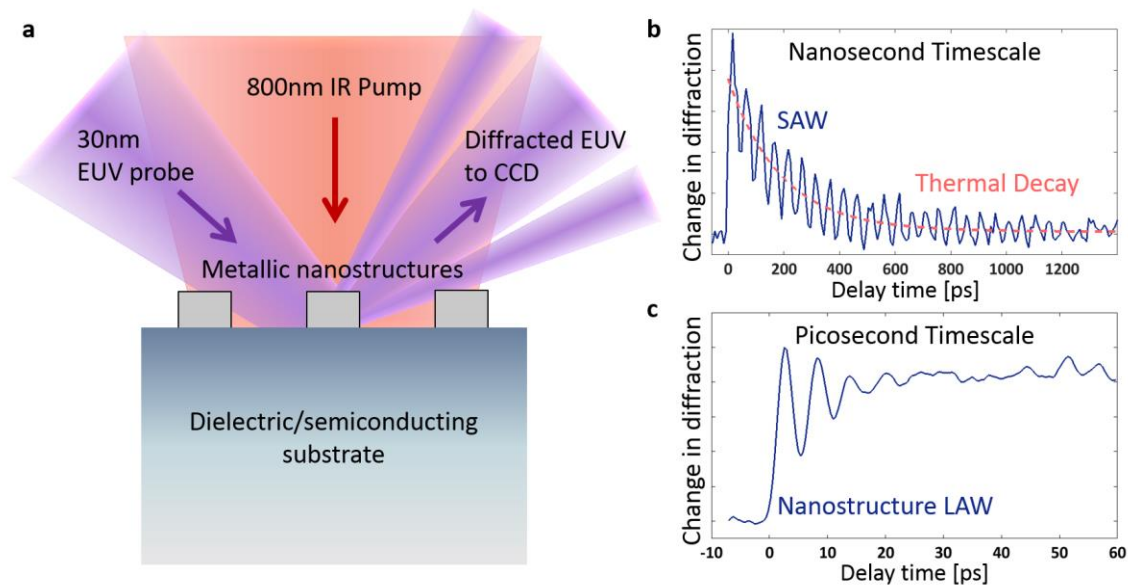 a
800nm IR Pump
30nm
EUV probe
Diffracted EUV
to CCD
Metallic nanostructures
Dielectric/semiconducting
substrate
b
Nanosecond Timescale
SAW
Thermal Decay
Change in diffraction
0 200 400 600 800 1000 1200
Delay time [ps]
c
Picosecond Timescale
Nanostructure LAW
Change in diffraction
-10 0 10 20 30 40 50 60
Delay time [ps]